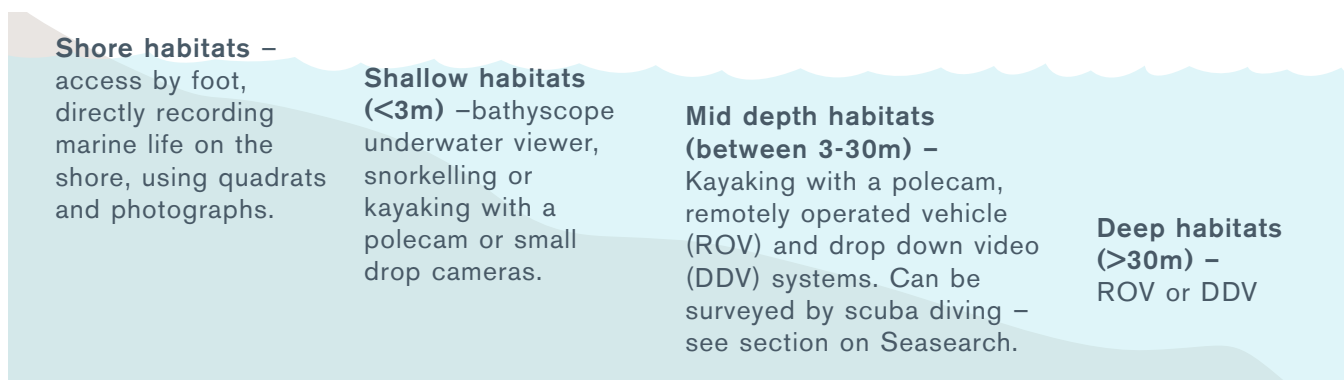 Shore habitats –
access by foot,
directly recording
marine life on the
shore, using quadrats
and photographs.
Shallow habitats
(<3m) –bathyscope
underwater viewer,
snorkelling or
kayaking with a
polecam or small
drop cameras.
Mid depth habitats
(between 3-30m) –
Kayaking with a polecam,
remotely operated vehicle
(ROV) and drop down video
(DDV) systems. Can be
surveyed by scuba diving –
see section on Seasearch.
Deep habitats
(>30m) –
ROV or DDV